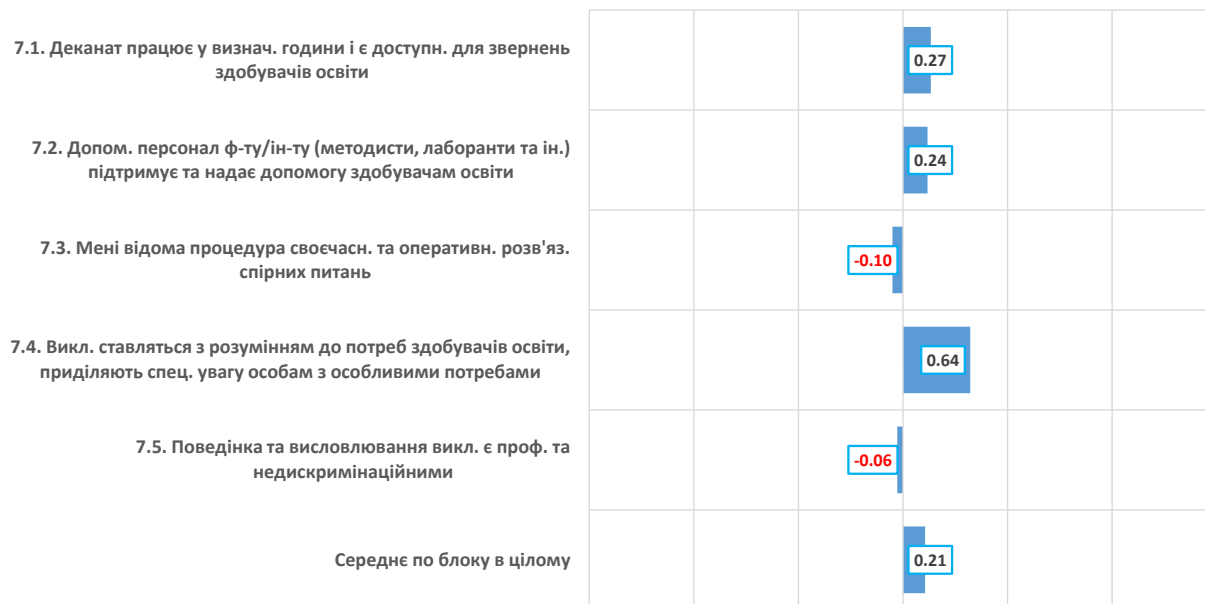 7.1. Деканат працює у визнач. години і є доступн. для звернень
здобувачів освіти
0.27
7.2. Допом. персонал ф-ту/ін-ту (методисти, лаборанти та ін.)
підтримує та надає допомогу здобувачам освіти
0.24
7.3. Мені відома процедура своєчасн. та оперативн. розв'яз.
спірних питань
-0.10
7.4. Викл. ставляться з розумінням до потреб здобувачів освіти,
приділяють спец. увагу особам з особливими потребами
0.64
7.5. Поведінка та висловлювання викл. є проф. та
недискримінаційними
-0.06
Середнє по блоку в цілому
0.21